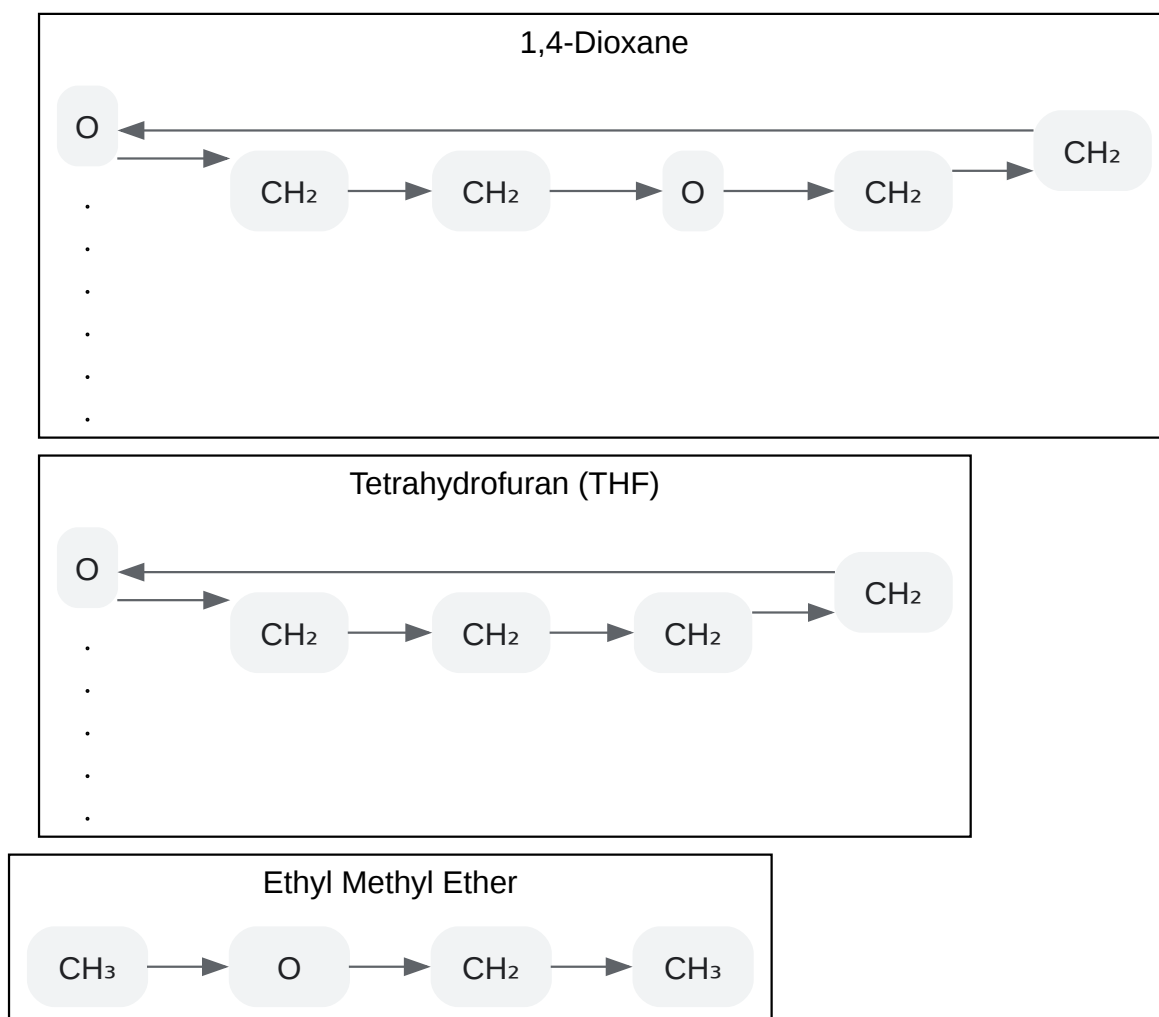 1,4-Dioxane
O
CH₂
CH₂ CH₂ O CH₂
.
.
.
.
.
.
Tetrahydrofuran (THF)
O
CH₂
CH₂ CH₂ CH₂
.
.
.
.
.
Ethyl Methyl Ether
CH₃ O CH₂ CH₃